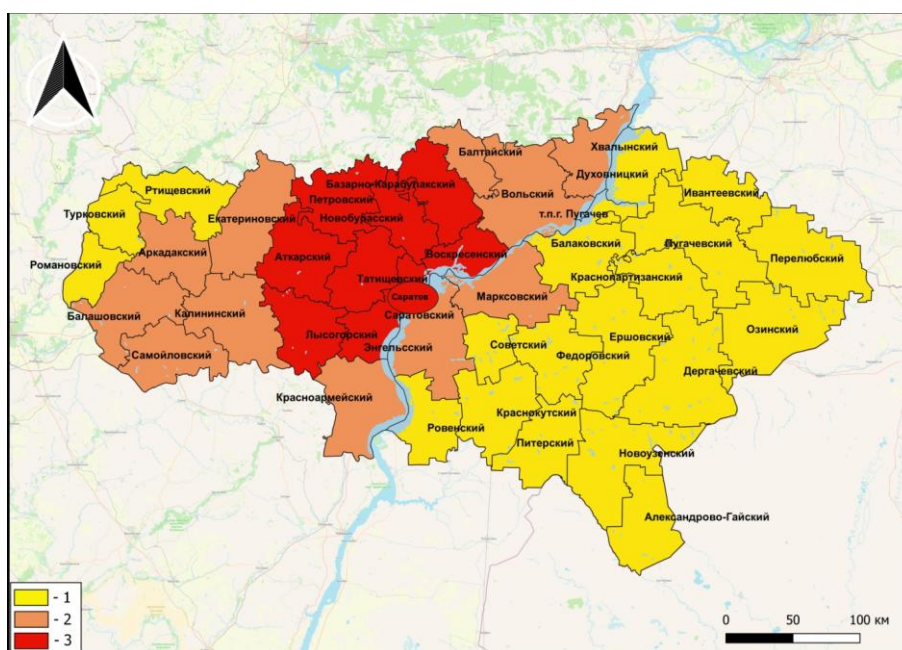 Балтайский
Хвалынский
Базарно-Карабулакский
Духовницкий
Ртищевский
Петровский
Вольский
Ивантеевский
Турковский
Екатериновский
Новобурасский
т.п.г. Пугачев
Аркадакский
Воскресенский
Балаковский
Пугачевский
Романовский
Аткарский
Татищевский
Краснопартизанский
Перелюбский
Саратов
Марксовский
Балашовский
Калининский
Саратовский
Озинский
Лысогорский
Ершовский
Энгельсский
Советский
Самойловский
Федоровский
Дергачевский
Красноармейский
Краснокутский
Ровенский
Питерский
Новоузенский
Александрово-Гайский
- 1
- 2
- 3
0 50 100 км